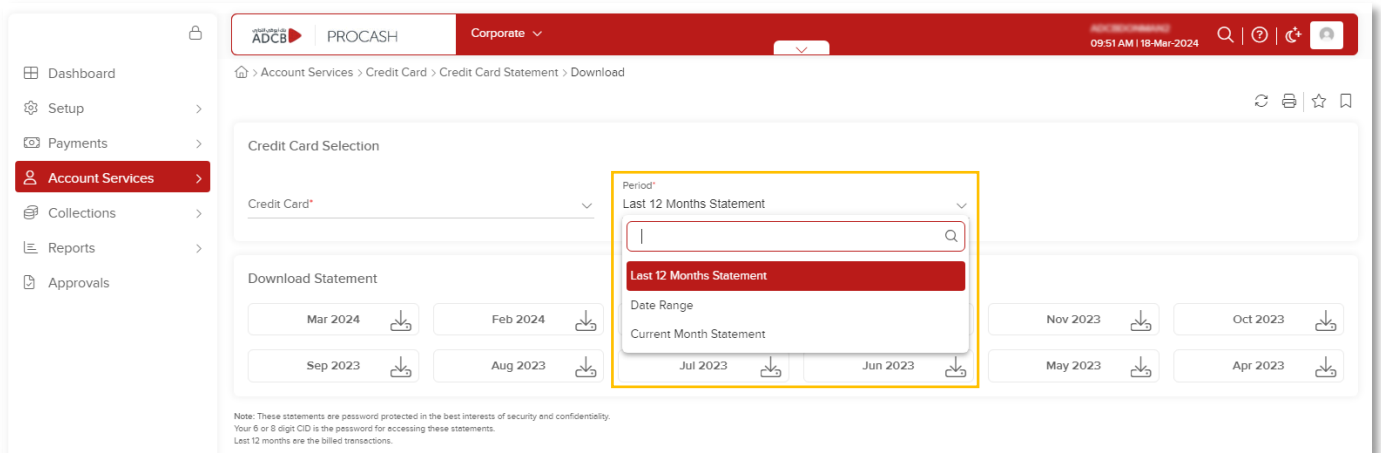 بنك أبوظبي التجاري
ADCB
PROCASH
Corporate
09:51 AM | 18-Mar-2024
Dashboard
Setup
Payments
Account Services
Collections
Reports
Approvals
> Account Services > Credit Card > Credit Card Statement > Download
Credit Card Selection
Credit Card*
Period*
Last 12 Months Statement
Last 12 Months Statement
Date Range
Current Month Statement
Download Statement
Mar 2024 Feb 2024 Nov 2023 Oct 2023
Sep 2023 Aug 2023 Jul 2023 Jun 2023 May 2023 Apr 2023
Note: These statements are password protected in the best interests of security and confidentiality.
Your 6 or 8 digit CID is the password for accessing these statements.
Last 12 months are the billed transactions.